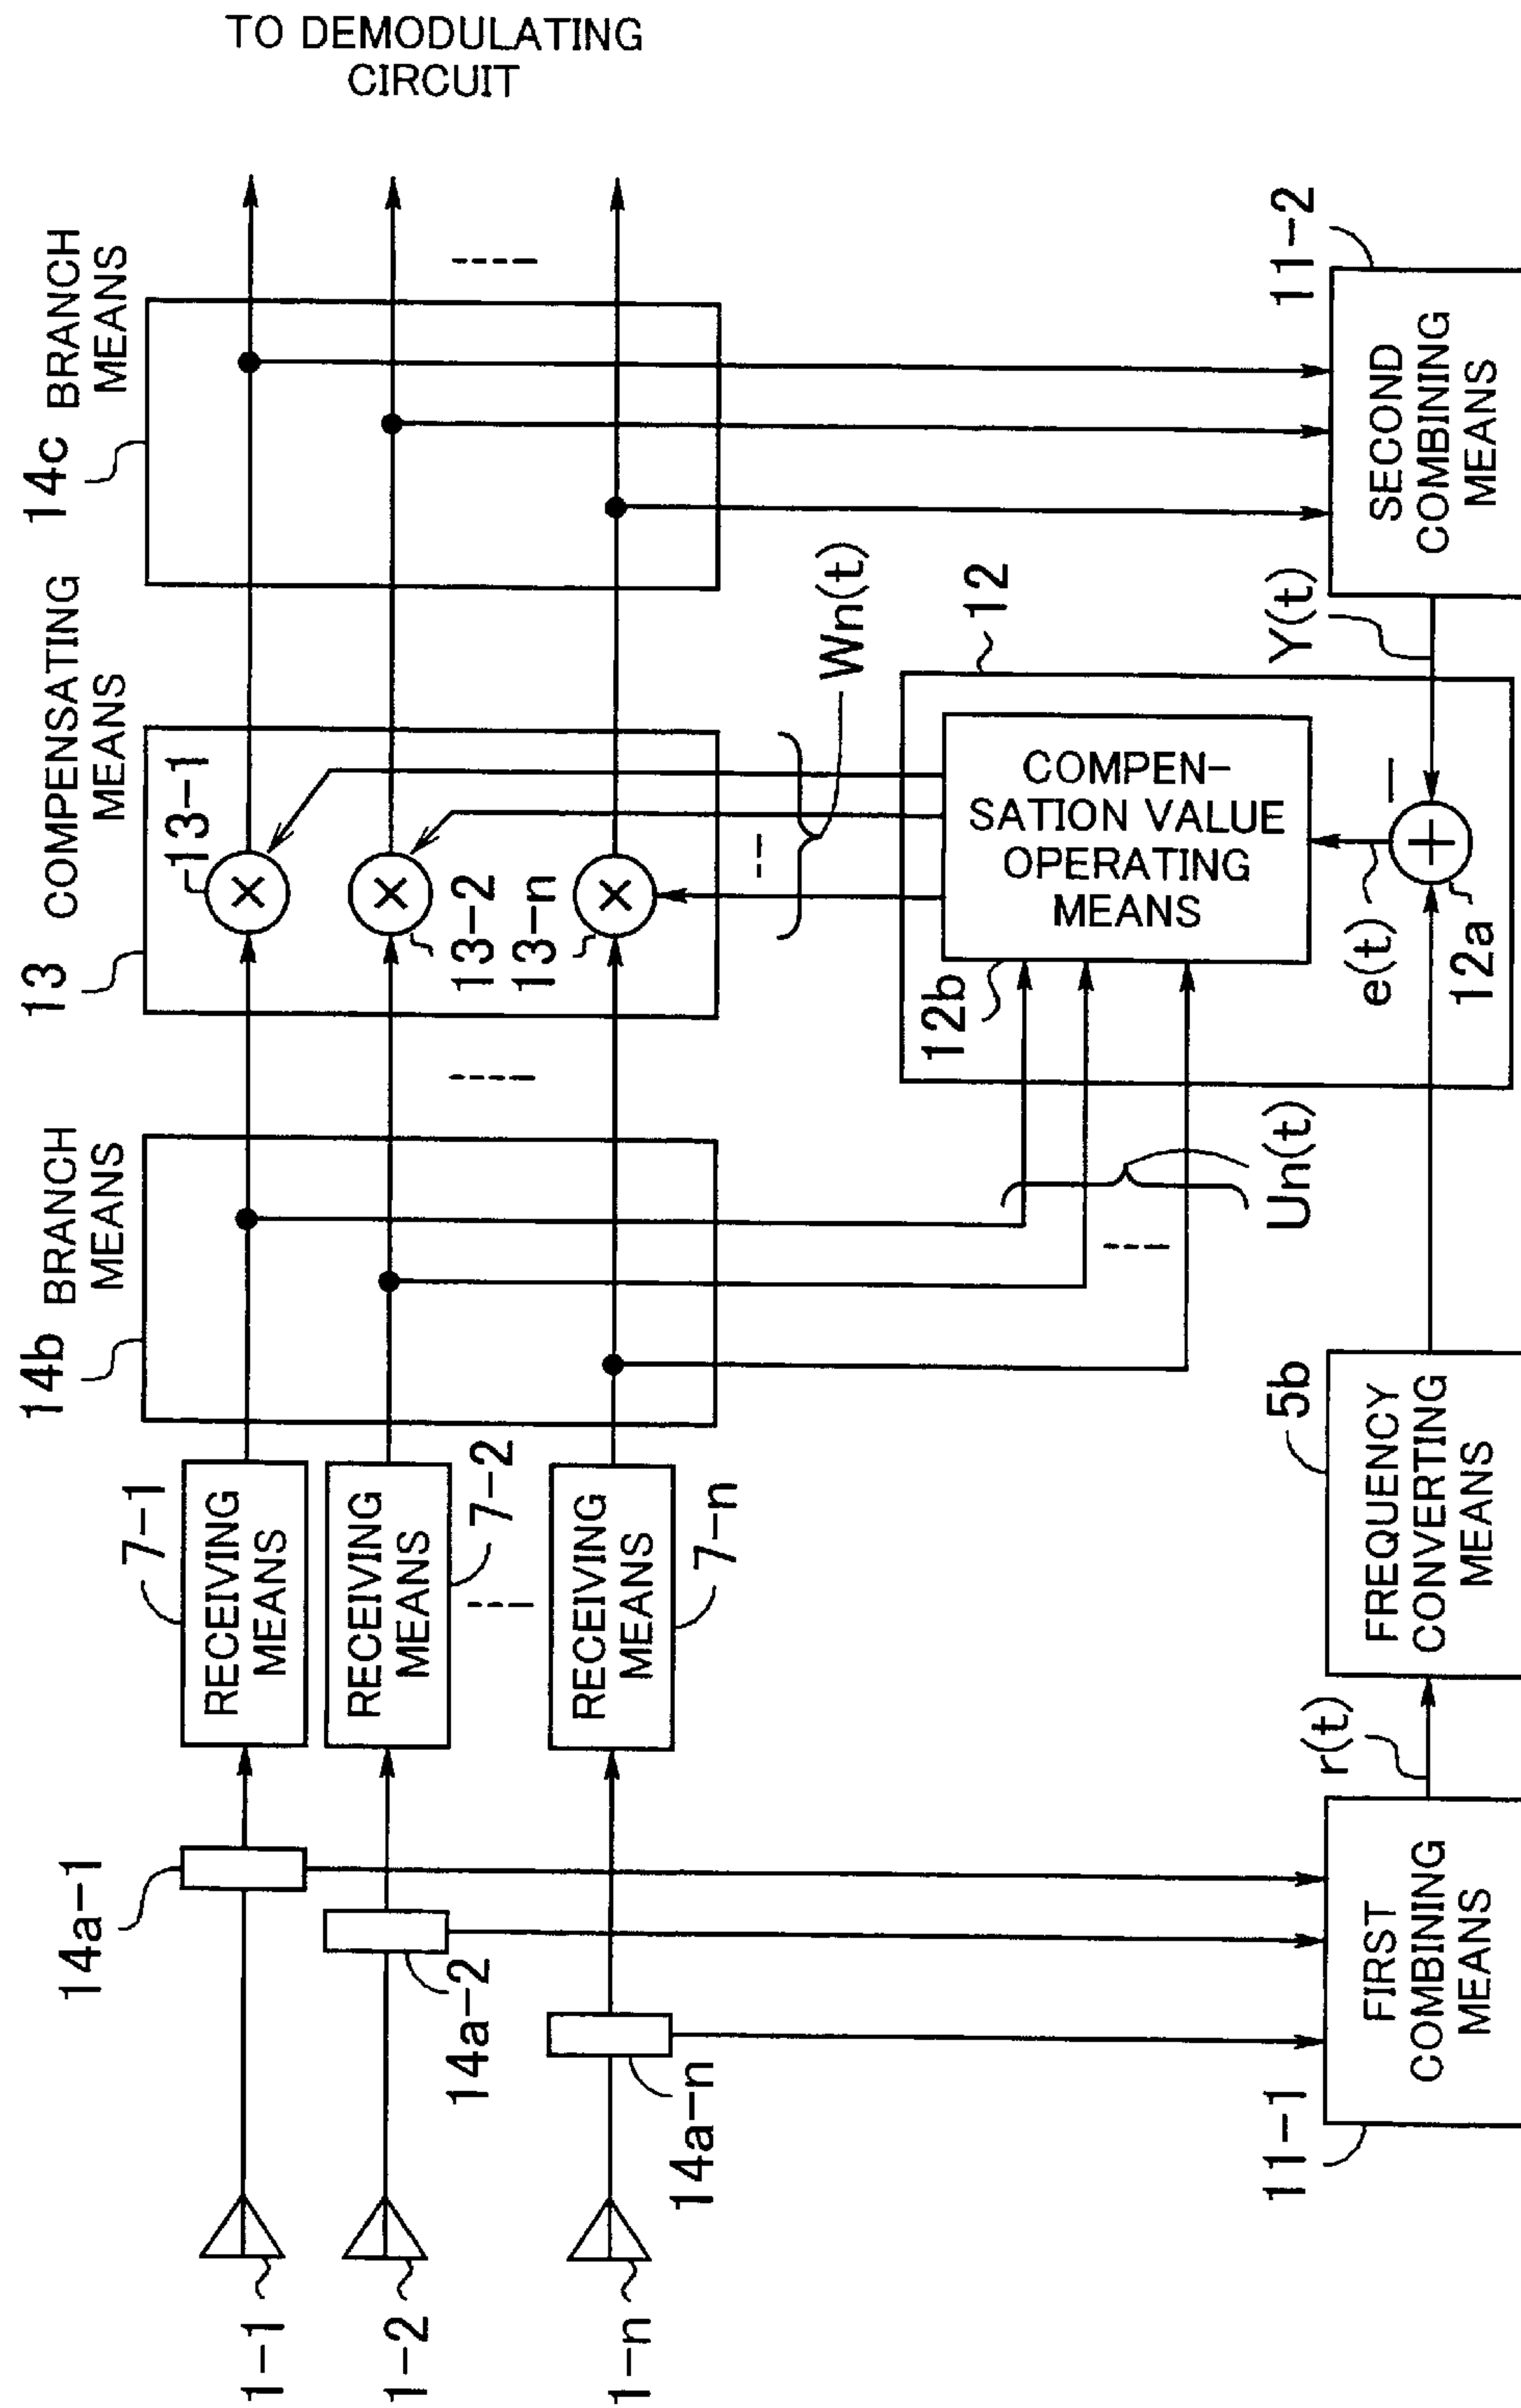 TO DEMODULATING
CIRCUIT
14c BRANCH
MEANS
13 COMPENSATING
MEANS
14b BRANCH
MEANS
13-1
13-2
13-n
7-1
RECEIVING
MEANS
7-2
RECEIVING
MEANS
7-n
RECEIVING
MEANS
14a-1
14a-2
14a-n
1-1
1-2
1-n
Wn(t)
Un(t)
12
12b
COMPEN-
SATION VALUE
OPERATING
MEANS
e(t)
12a
Y(t)
11-2
SECOND
COMBINING
MEANS
5b
FREQUENCY
CONVERTING
MEANS
r(t)
11-1
FIRST
COMBINING
MEANS